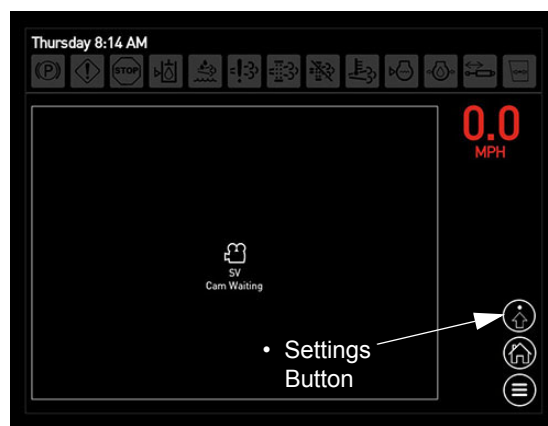 Thursday 8:14 AM
(P)
STOP
0.0
MPH
SV
Cam Waiting
• Settings
Button